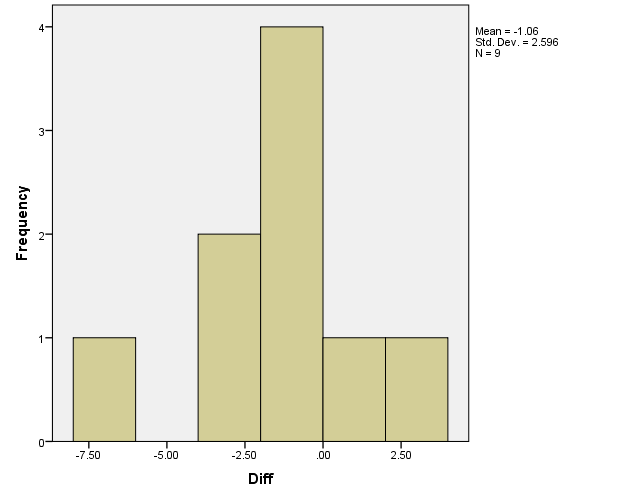 Mean = -1.06
Std. Dev. = 2.596
N = 9
4
3
2
1
0
Frequency
-7.50
-5.00
-2.50
.00
2.50
Diff